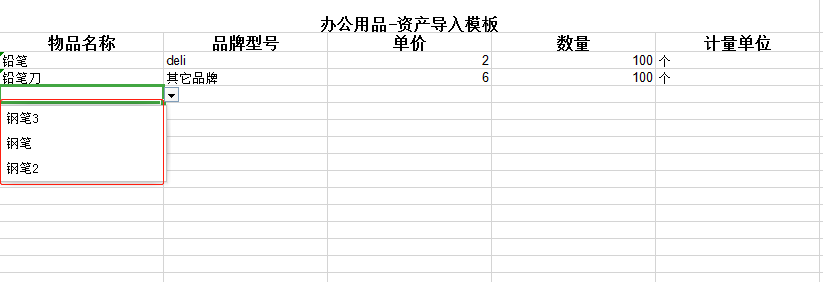 办公用品-资产导入模板
物品名称 品牌型号 单价 数量 计量单位
铅笔 deli 2 100 个
铅笔刀 其它品牌 6 100 个
钢笔3
钢笔
钢笔2